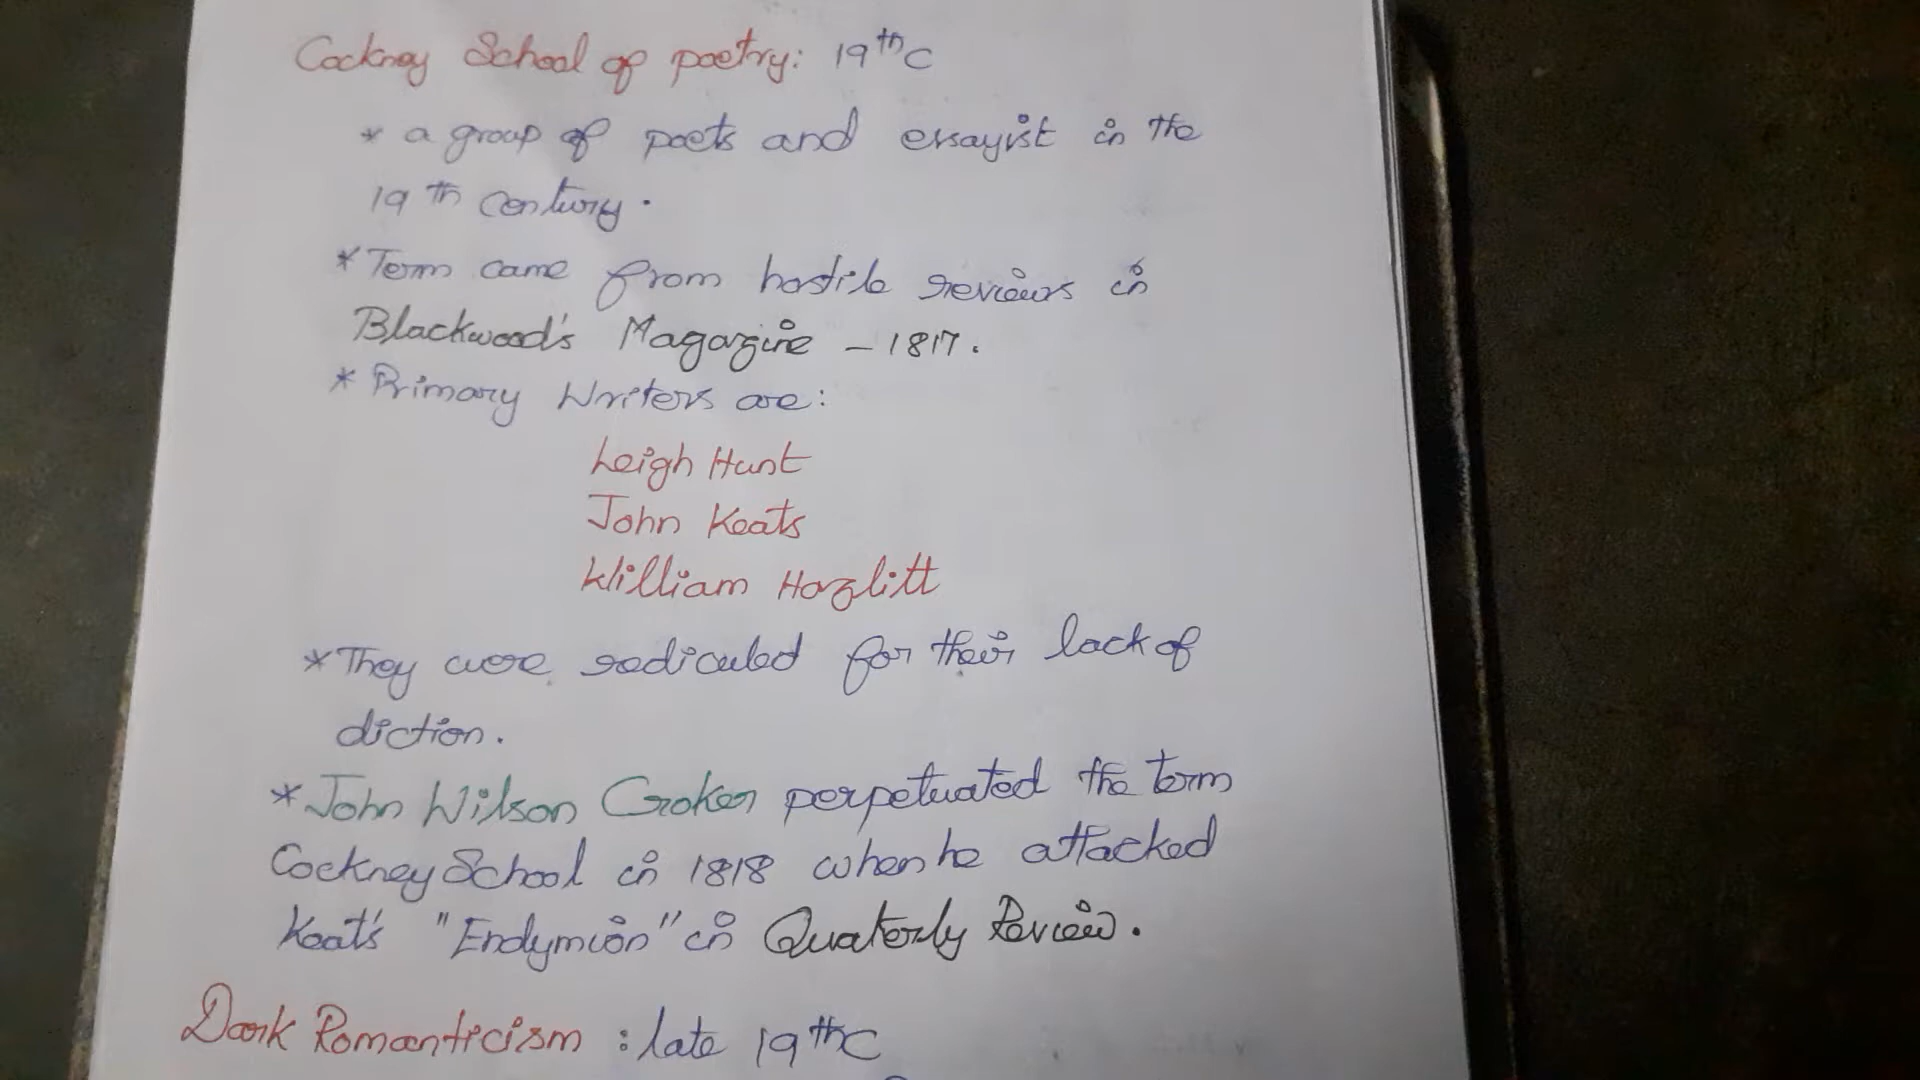 Cockney School of poetry: 19th C
* a group of poets and essayist in the
19th Century.
* Term came from hostile reviews in
Blackwood's Magazine - 1817.
* Primary Writers are:
Leigh Hunt
John Keats
William Hazlitt
* They were rediculed for their lack of
diction.
* John Wilson Croker perpetuated the term
Cockney School in 1818 when he attacked
Keat's "Endymion" in Quaterly Review.
Dark Romanticism : late 19th C